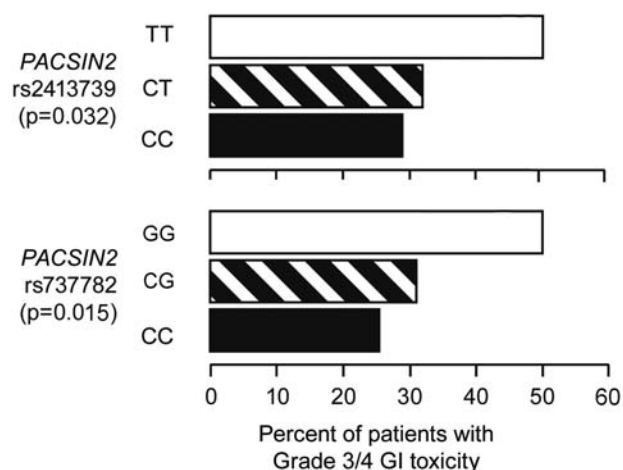 TT
PACSIN2
rs2413739
(p=0.032)
CT
CC
GG
PACSIN2
rs737782
(p=0.015)
CG
CC
0 10 20 30 40 50 60
Percent of patients with
Grade 3/4 GI toxicity